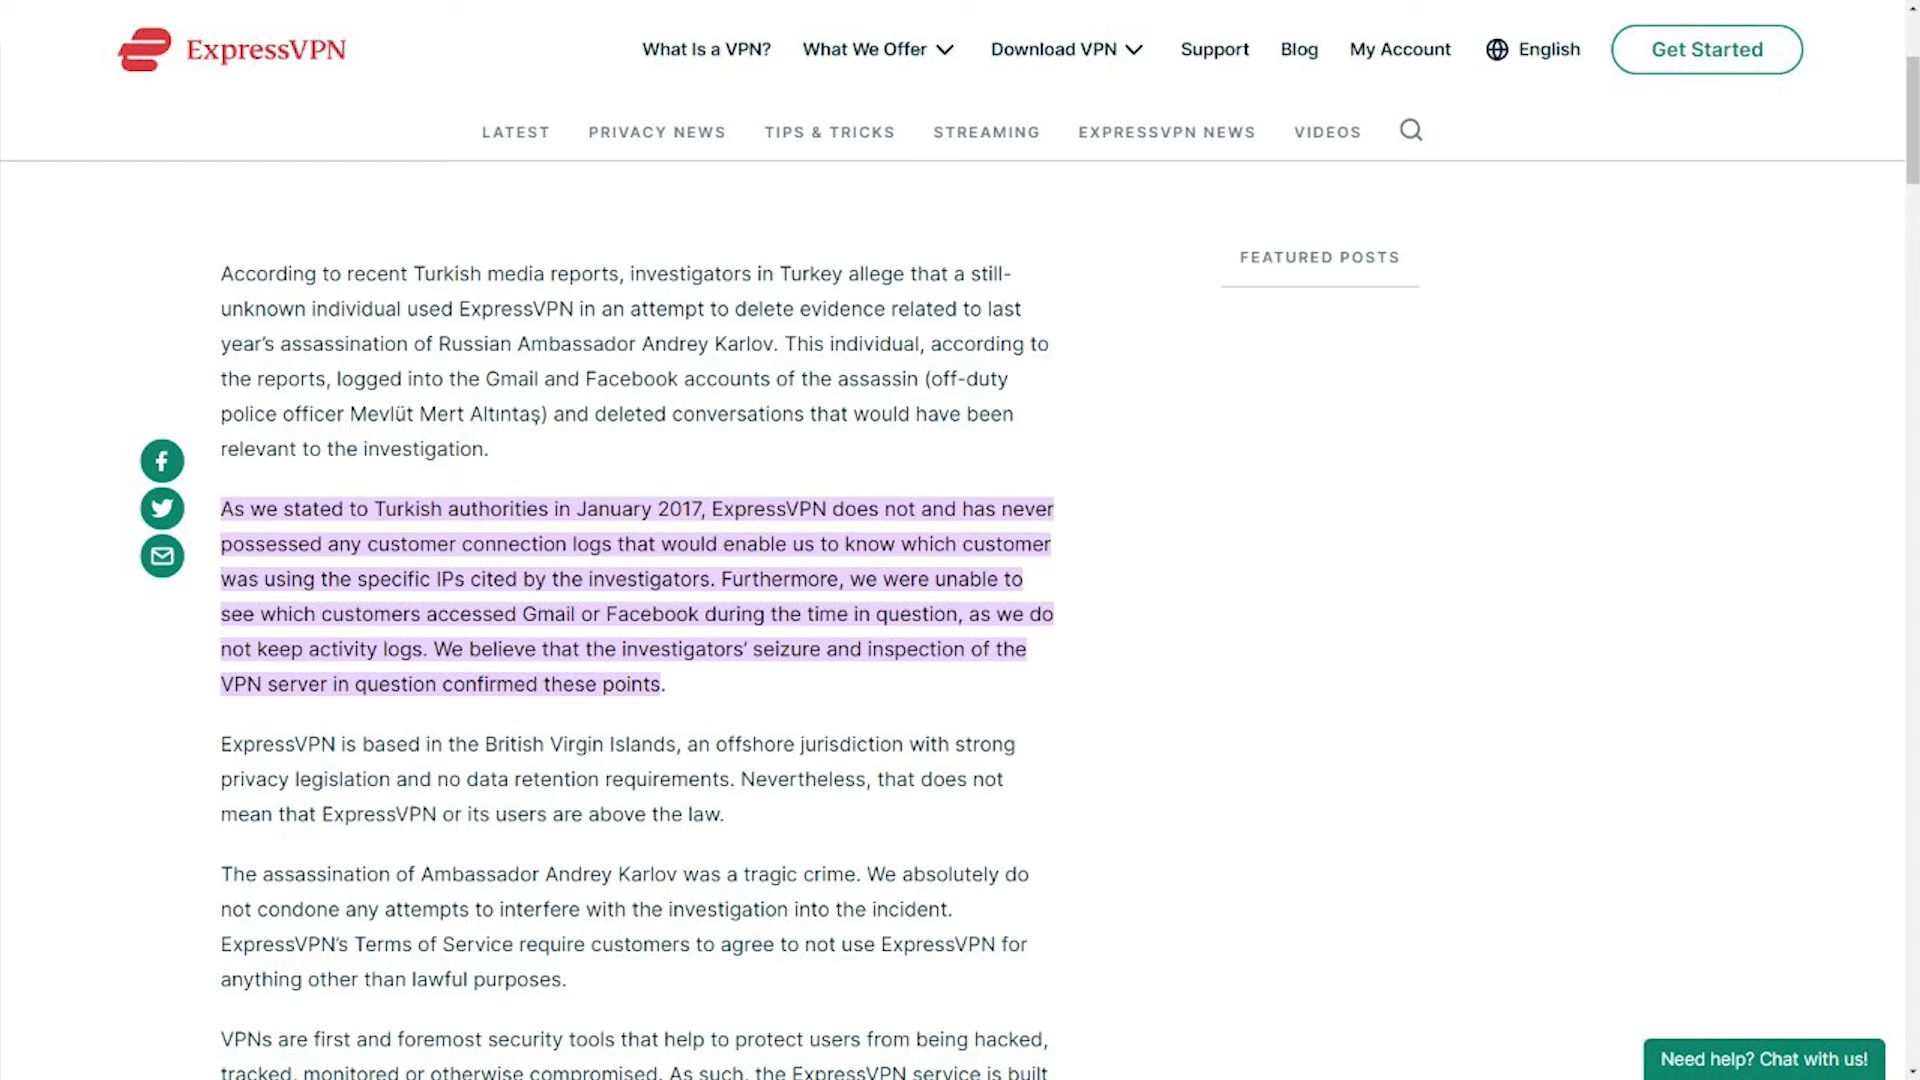 ExpressVPN
What Is a VPN? What We Offer Download VPN Support Blog My Account English Get Started
LATEST PRIVACY NEWS TIPS & TRICKS STREAMING EXPRESSVPN NEWS VIDEOS
FEATURED POSTS
According to recent Turkish media reports, investigators in Turkey allege that a still-
unknown individual used ExpressVPN in an attempt to delete evidence related to last
year’s assassination of Russian Ambassador Andrey Karlov. This individual, according to
the reports, logged into the Gmail and Facebook accounts of the assassin (off-duty
police officer Mevlüt Mert Altıntaş) and deleted conversations that would have been
relevant to the investigation.
As we stated to Turkish authorities in January 2017, ExpressVPN does not and has never
possessed any customer connection logs that would enable us to know which customer
was using the specific IPs cited by the investigators. Furthermore, we were unable to
see which customers accessed Gmail or Facebook during the time in question, as we do
not keep activity logs. We believe that the investigators’ seizure and inspection of the
VPN server in question confirmed these points.
ExpressVPN is based in the British Virgin Islands, an offshore jurisdiction with strong
privacy legislation and no data retention requirements. Nevertheless, that does not
mean that ExpressVPN or its users are above the law.
The assassination of Ambassador Andrey Karlov was a tragic crime. We absolutely do
not condone any attempts to interfere with the investigation into the incident.
ExpressVPN’s Terms of Service require customers to agree to not use ExpressVPN for
anything other than lawful purposes.
VPNs are first and foremost security tools that help to protect users from being hacked,
tracked, monitored or otherwise compromised. As such, the ExpressVPN service is built
Need help? Chat with us!